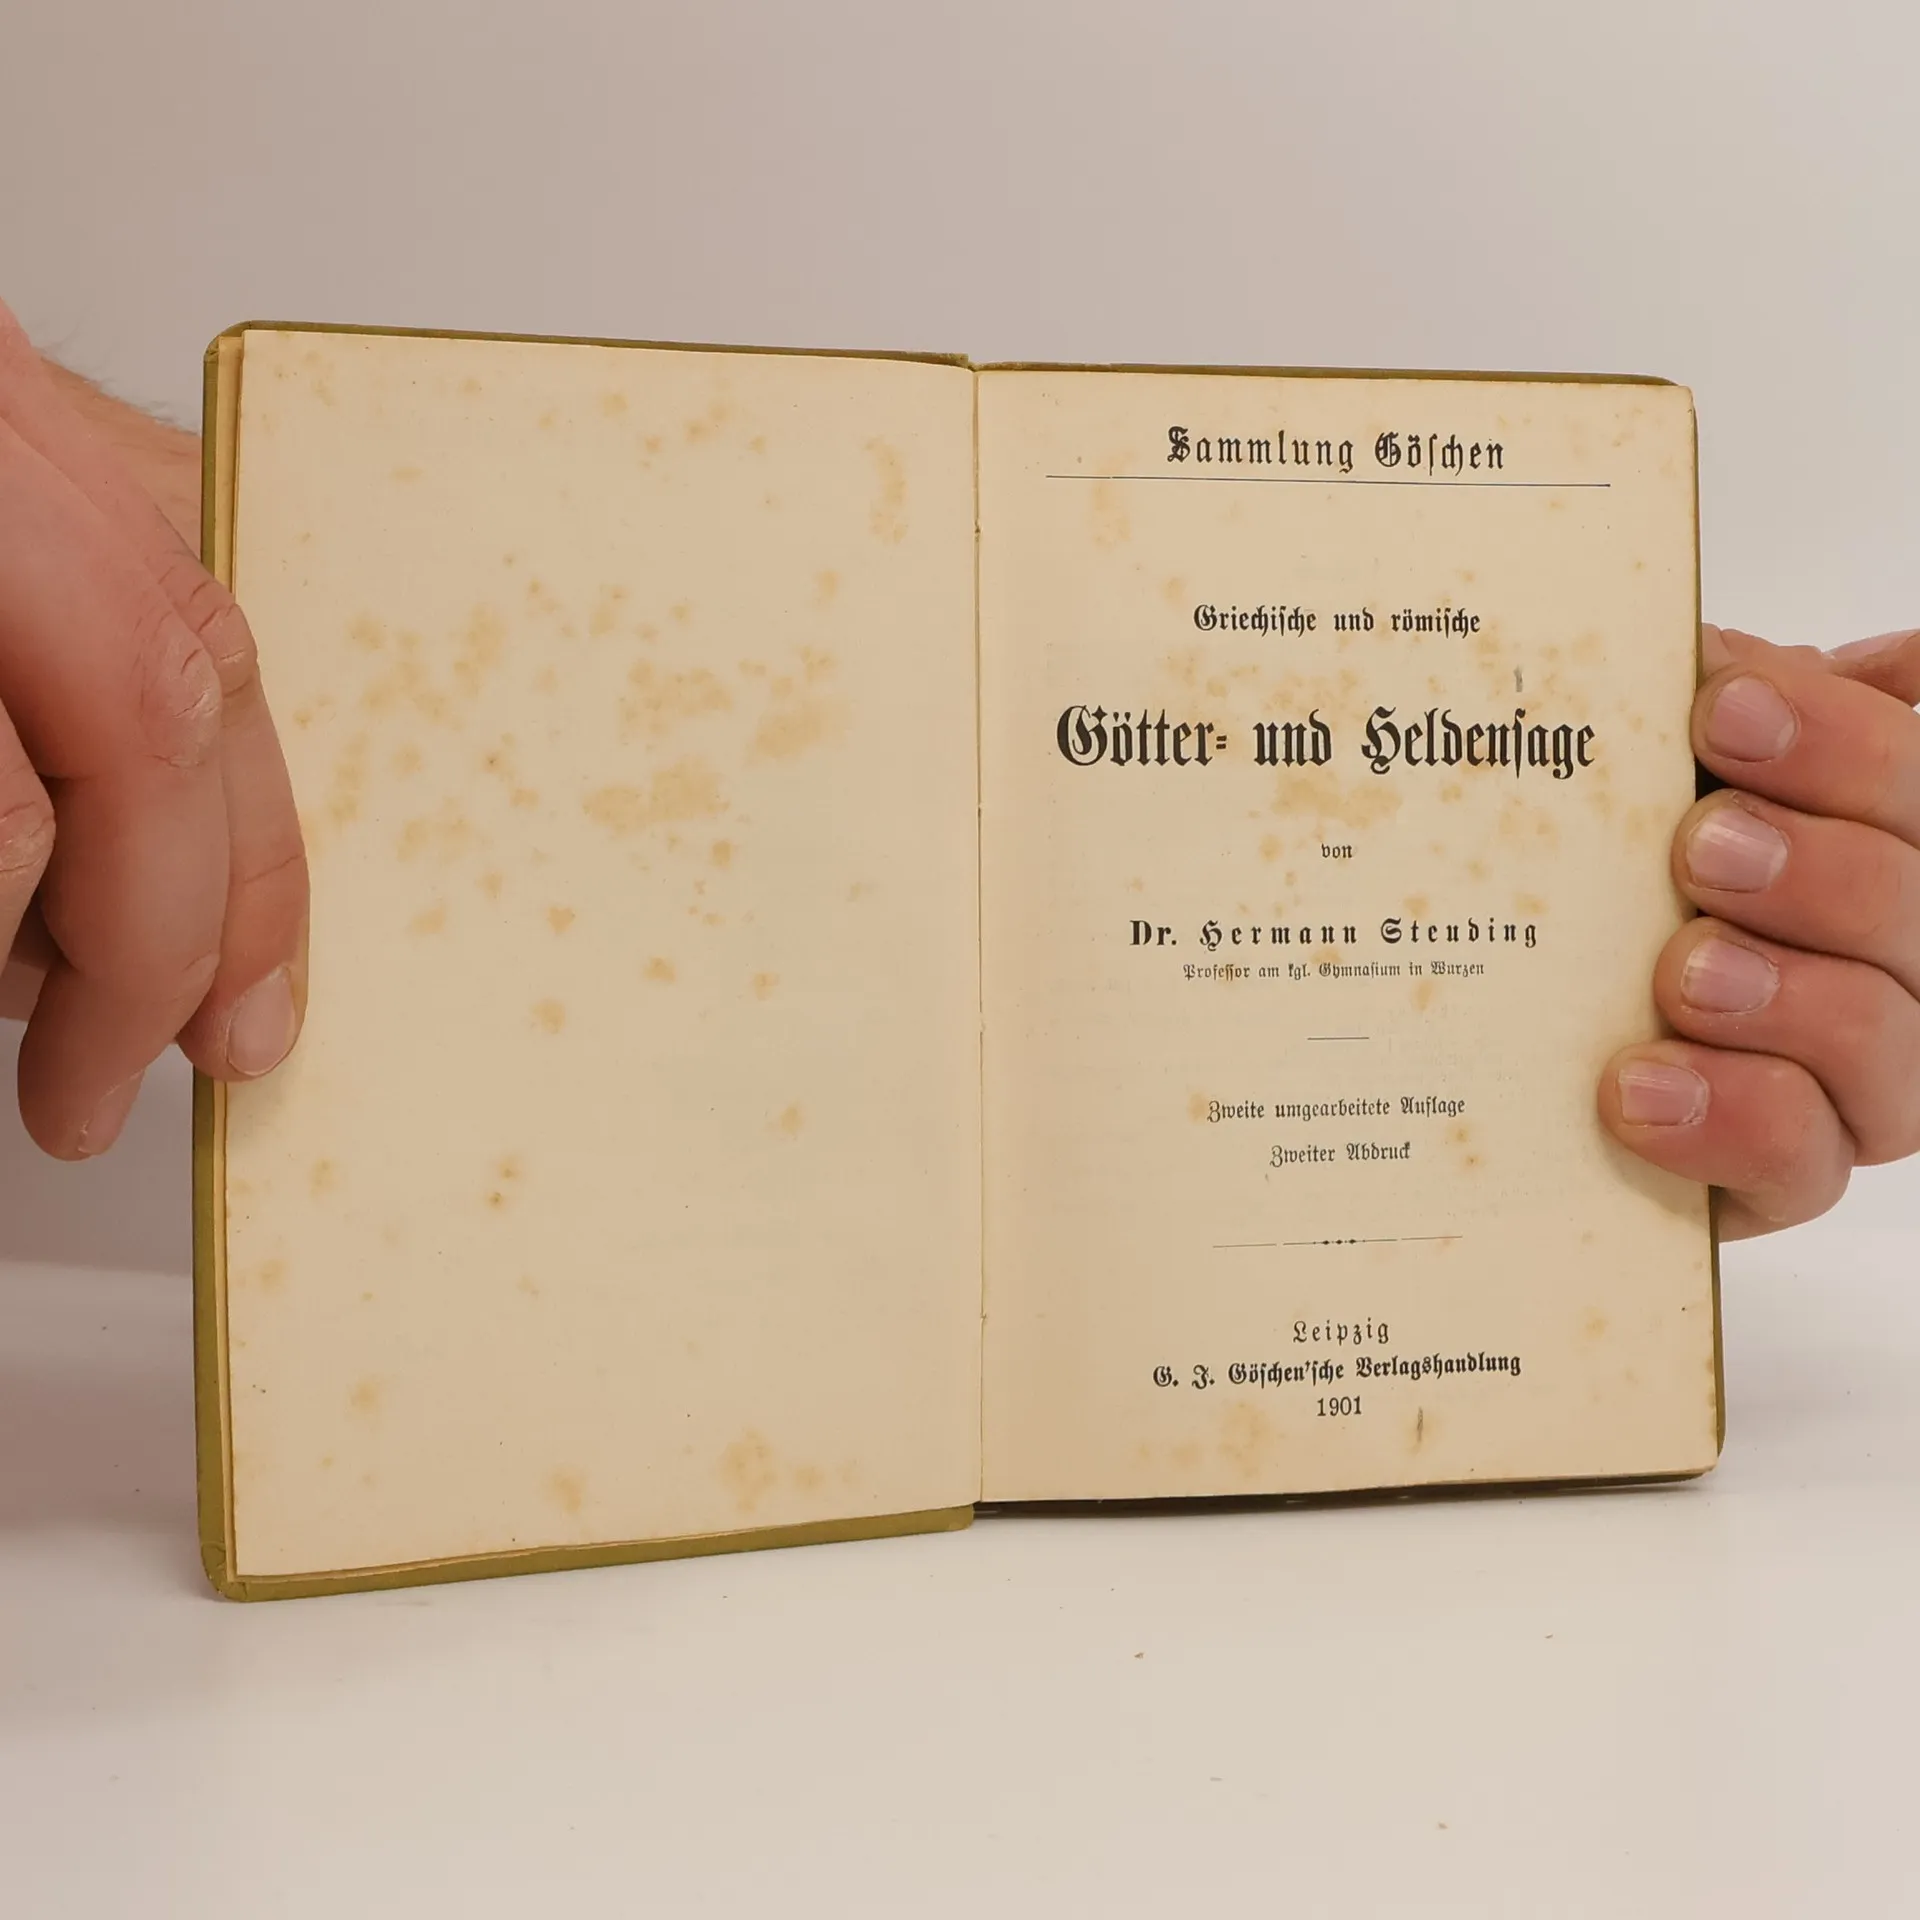 Sammlung Göſchen
Griechiſche und römiſche
Götter- und Heldenſage
von
Dr. Hermann Steuding
Profeſſor am kgl. Gymnaſium in Wurzen
Zweite umgearbeitete Auflage
Zweiter Abdruck
Leipzig
G. J. Göſchen'ſche Verlagshandlung
1901